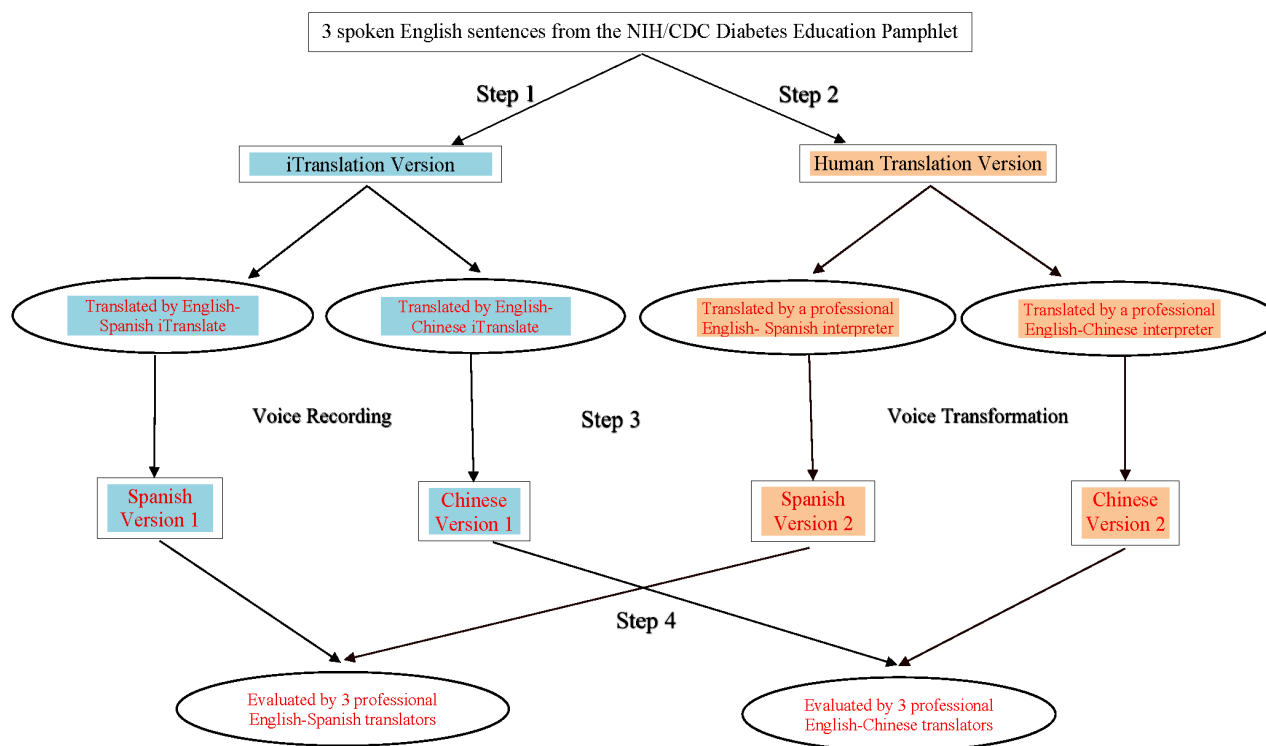 3 spoken English sentences from the NIH/CDC Diabetes Education Pamphlet
Step 1
Step 2
iTranslation Version
Human Translation Version
Translated by English-
Spanish iTranslate
Translated by English-
Chinese iTranslate
Translated by a professional
English- Spanish interpreter
Translated by a professional
English-Chinese interpreter
Voice Recording
Step 3
Voice Transformation
Spanish
Version 1
Chinese
Version 1
Spanish
Version 2
Chinese
Version 2
Step 4
Evaluated by 3 professional
English-Spanish translators
Evaluated by 3 professional
English-Chinese translators